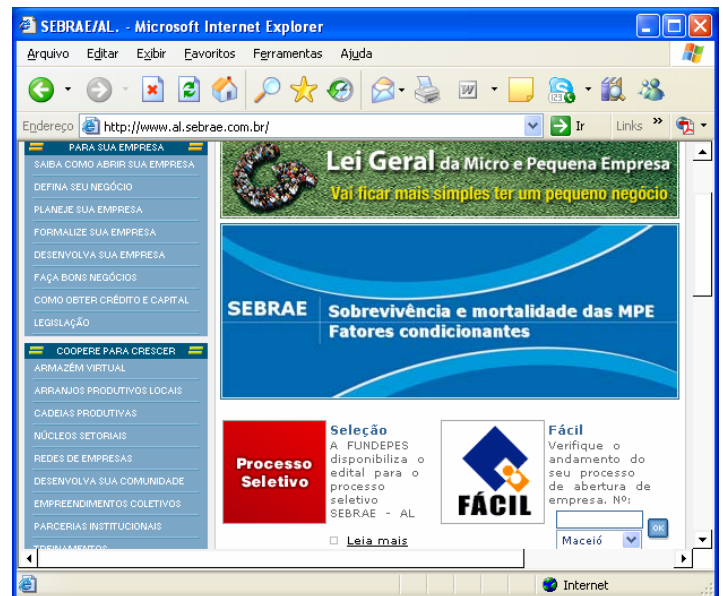 SEBRAE/AL. - Microsoft Internet Explorer
Arquivo Editar Exibir Favoritos Ferramentas Ajuda
Endereço http://www.al.sebrae.com.br/ Ir Links »
PARA SUA EMPRESA
SAIBA COMO ABRIR SUA EMPRESA
DEFINA SEU NEGÓCIO
PLANEJE SUA EMPRESA
FORMALIZE SUA EMPRESA
DESENVOLVA SUA EMPRESA
FAÇA BONS NEGÓCIOS
COMO OBTER CRÉDITO E CAPITAL
LEGISLAÇÃO
COOPERE PARA CRESCER
ARMAZÉM VIRTUAL
ARRANJOS PRODUTIVOS LOCAIS
CADEIAS PRODUTIVAS
NÚCLEOS SETORIAIS
REDES DE EMPRESAS
DESENVOLVA SUA COMUNIDADE
EMPREENDIMENTOS COLETIVOS
PARCERIAS INSTITUCIONAIS
TREINAMENTOS
Lei Geral da Micro e Pequena Empresa
Vai ficar mais simples ter um pequeno negócio
SEBRAE
Sobrevivência e mortalidade das MPE
Fatores condicionantes
Processo
Seletivo
Seleção
A FUNDEPES
disponibiliza o
edital para o
processo
seletivo
SEBRAE - AL
Leia mais
FÁCIL
Fácil
Verifique o
andamento do
seu processo
de abertura de
empresa. Nº:
OK
Maceió
Internet